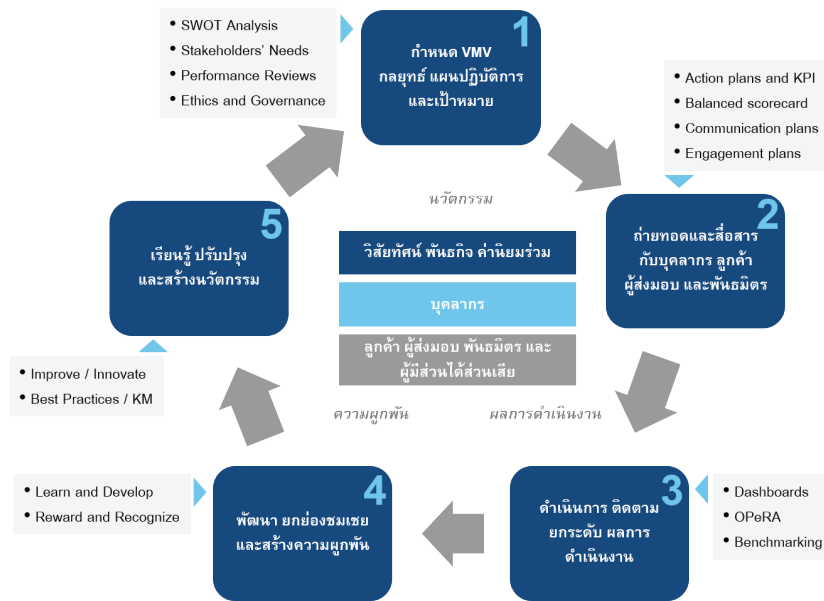 • SWOT Analysis
• Stakeholders’ Needs
• Performance Reviews
• Ethics and Governance
1
กำหนด VMV
กลยุทธ์ แผนปฏิบัติการ
และเป้าหมาย
• Action plans and KPI
• Balanced scorecard
• Communication plans
• Engagement plans
2
ถ่ายทอดและสื่อสาร
กับบุคลากร ลูกค้า
ผู้ส่งมอบ และพันธมิตร
นวัตกรรม
วิสัยทัศน์ พันธกิจ ค่านิยมร่วม
บุคลากร
ลูกค้า ผู้ส่งมอบ พันธมิตร และ
ผู้มีส่วนได้ส่วนเสีย
ความผูกพัน
ผลการดำเนินงาน
3
ดำเนินการ ติดตาม
ยกระดับ ผลการ
ดำเนินงาน
• Dashboards
• OPeRA
• Benchmarking
4
พัฒนา ยกย่องชมเชย
และสร้างความผูกพัน
• Learn and Develop
• Reward and Recognize
5
เรียนรู้ ปรับปรุง
และสร้างนวัตกรรม
• Improve / Innovate
• Best Practices / KM